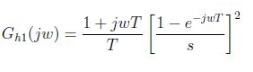 G_{h1}(jw) = \frac{1 + jwT}{T} \left[ \frac{1 - e^{-jwT}}{s} \right]^2